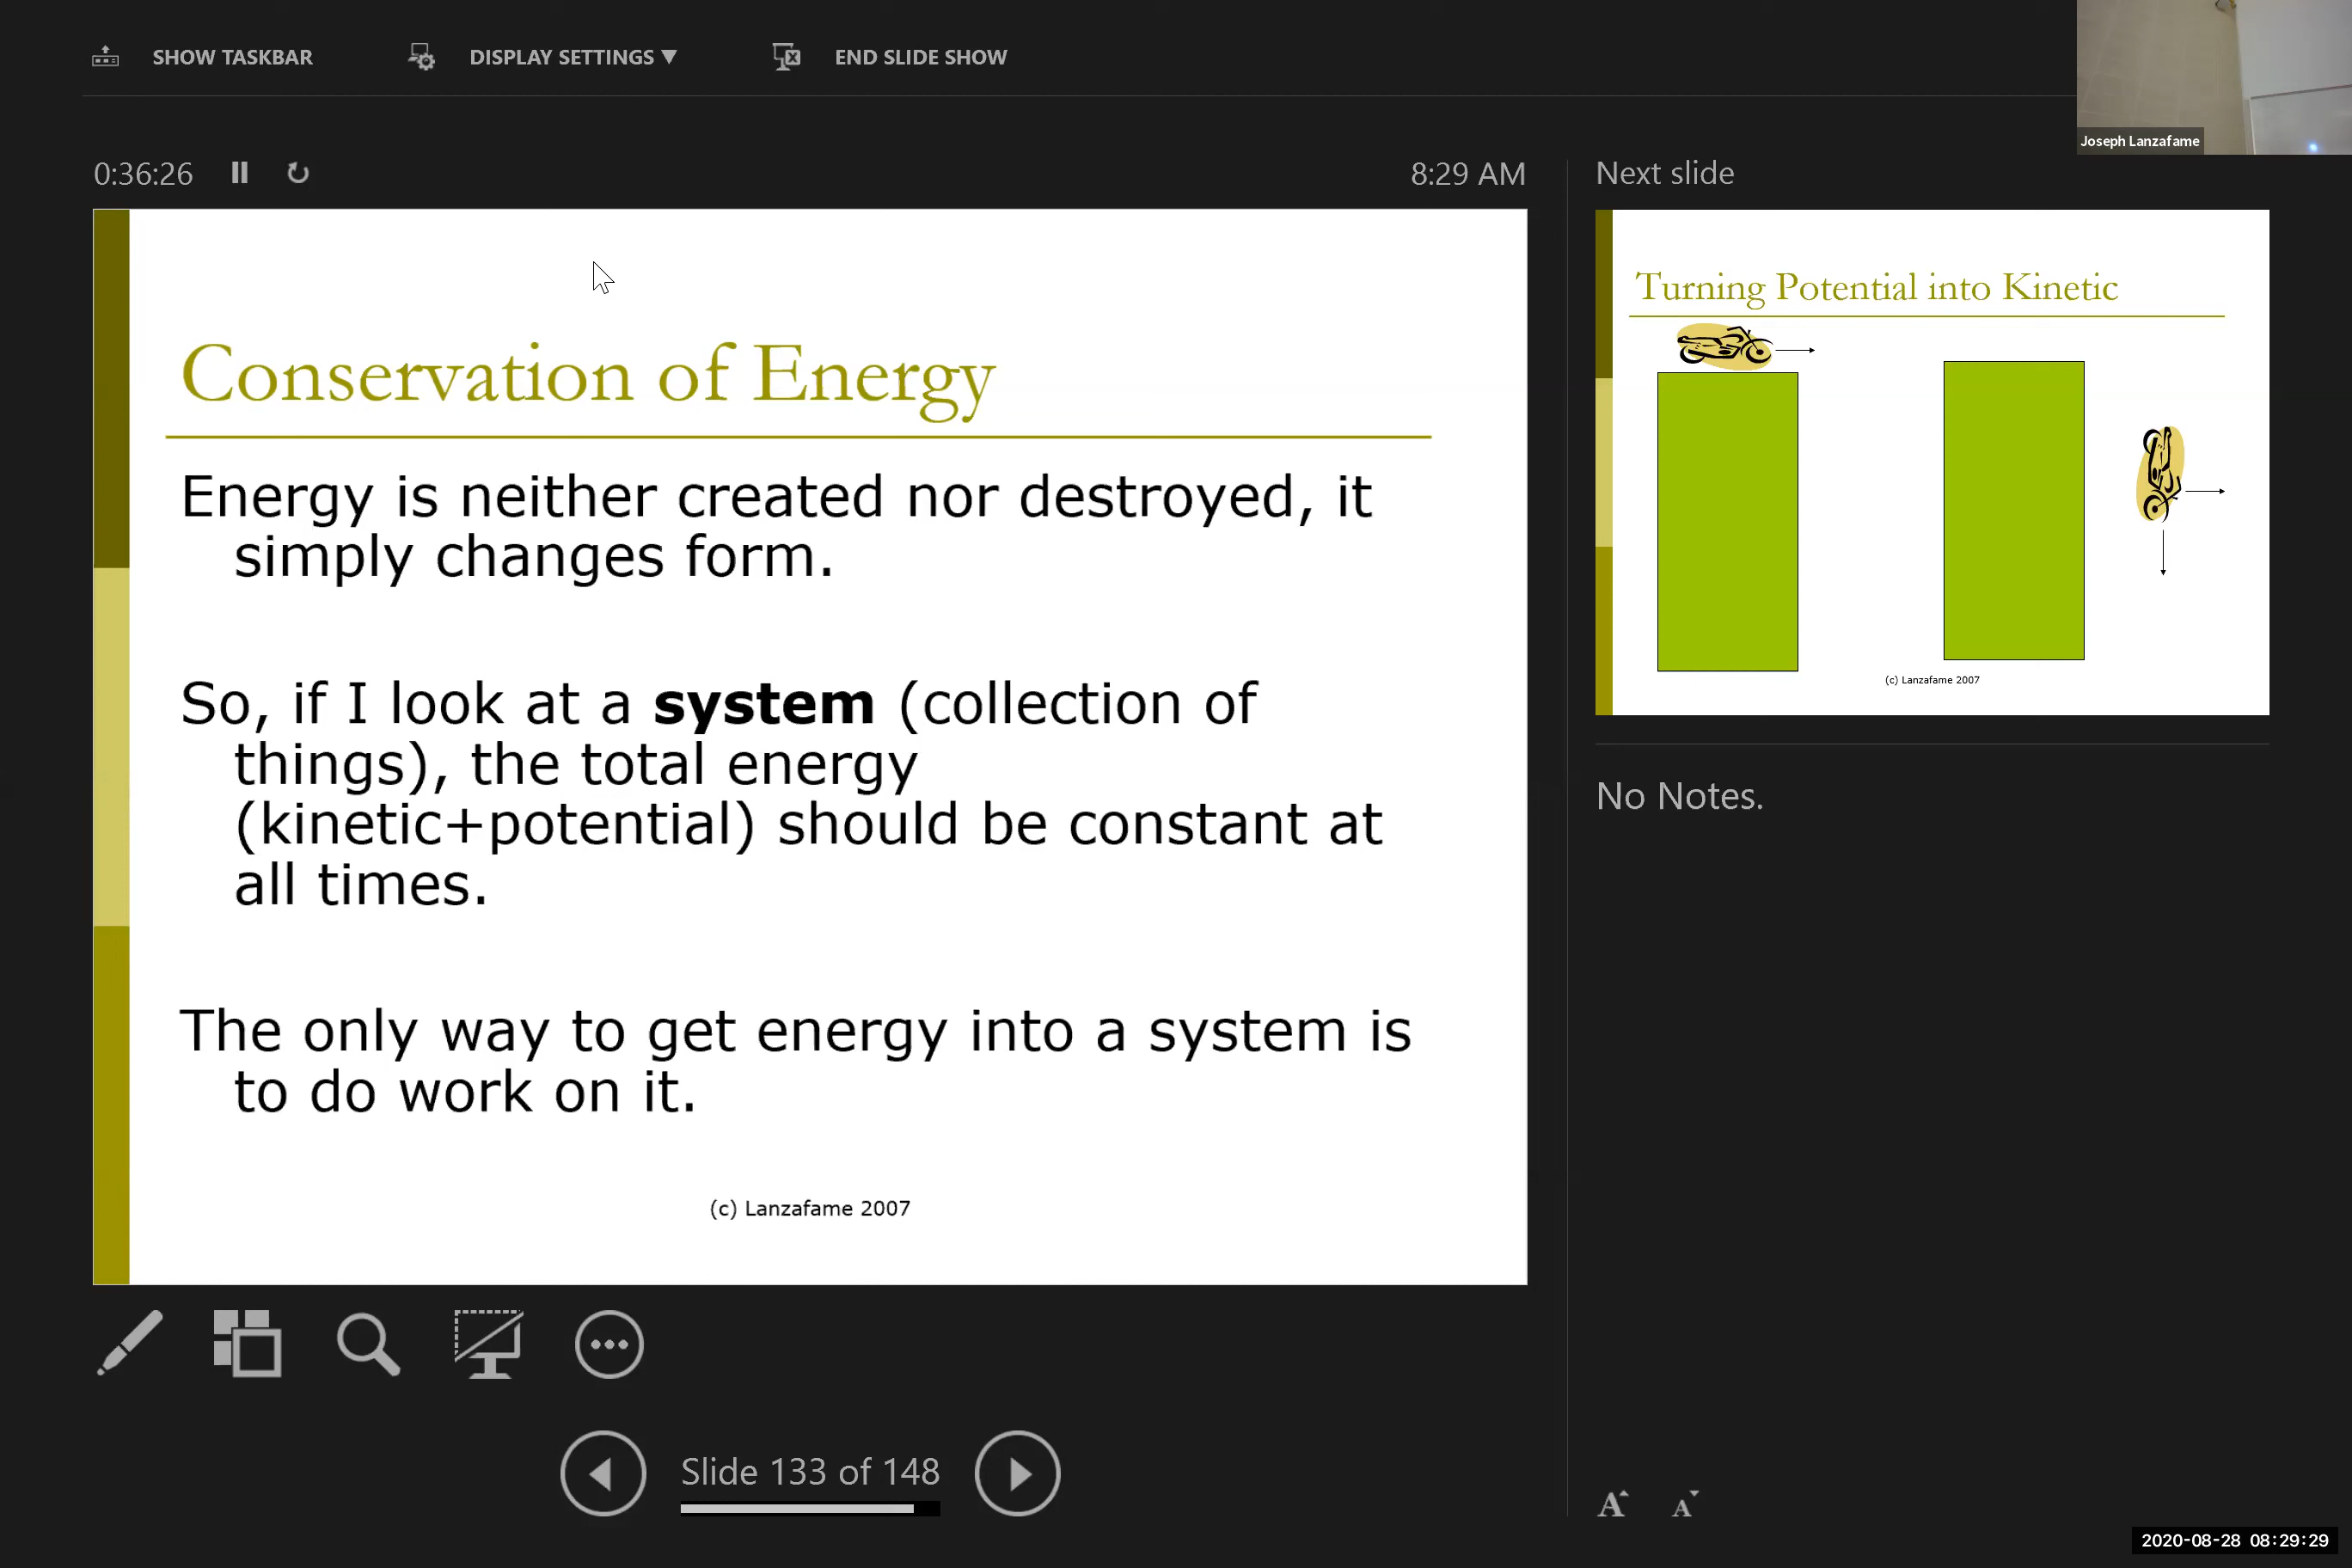 SHOW TASKBAR
DISPLAY SETTINGS ▼
END SLIDE SHOW
Joseph Lanzafame
0:36:26
8:29 AM
Next slide
Conservation of Energy
Energy is neither created nor destroyed, it
simply changes form.
So, if I look at a system (collection of
things), the total energy
(kinetic+potential) should be constant at
all times.
The only way to get energy into a system is
to do work on it.
(c) Lanzafame 2007
Turning Potential into Kinetic
(c) Lanzafame 2007
No Notes.
Slide 133 of 148
A A
2020-08-28 08:29:29